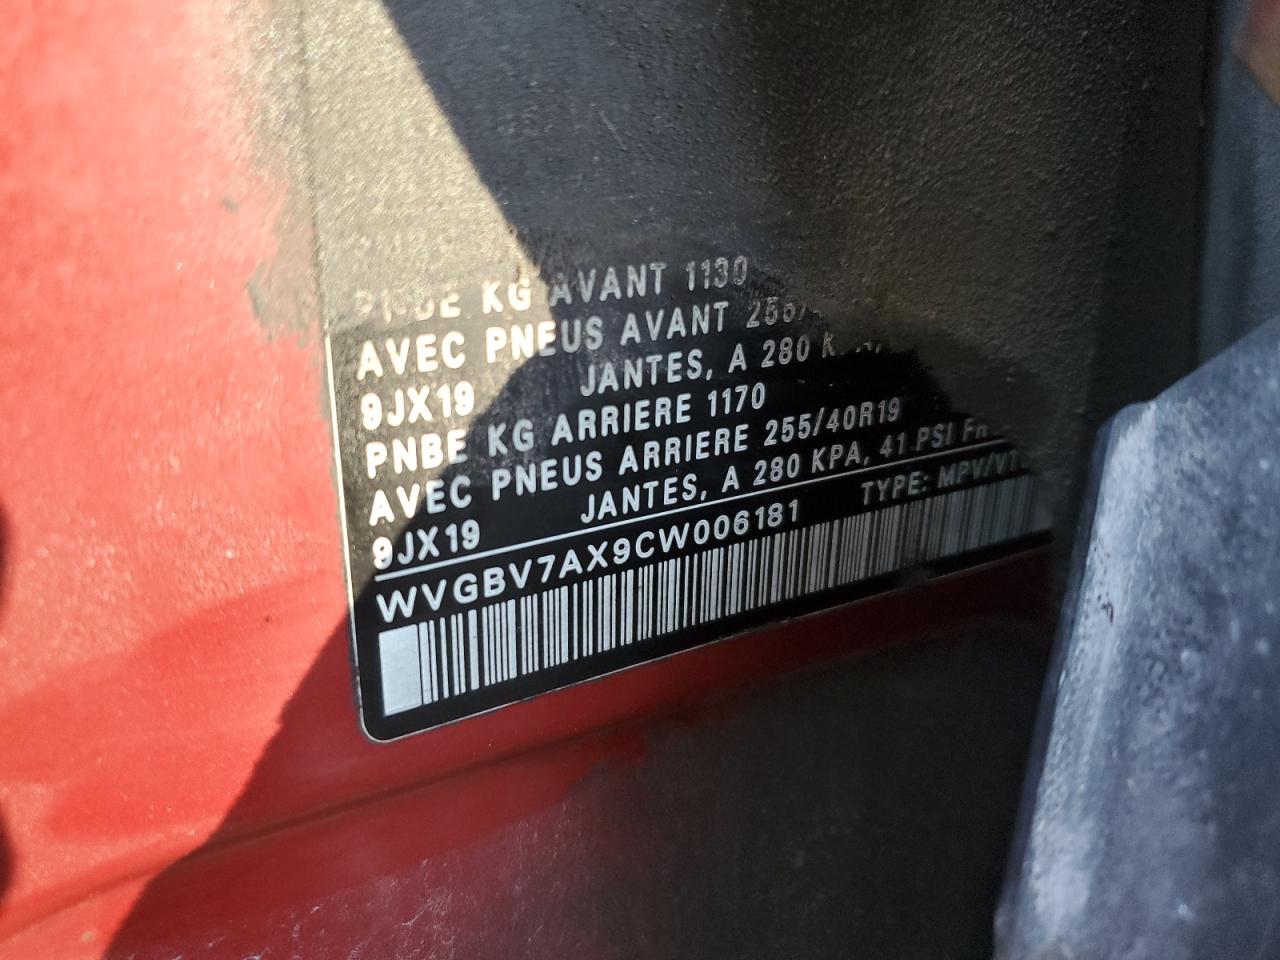 KG AVANT 1130
AVEC PNEUS AVANT
9JX19 JANTES, A 280
PNBE KG ARRIERE 1170
AVEC PNEUS ARRIERE 255/40R19
9JX19 JANTES, A 280 KPA, 41 PSI
WVGBV7AX9CW006181 TYPE: